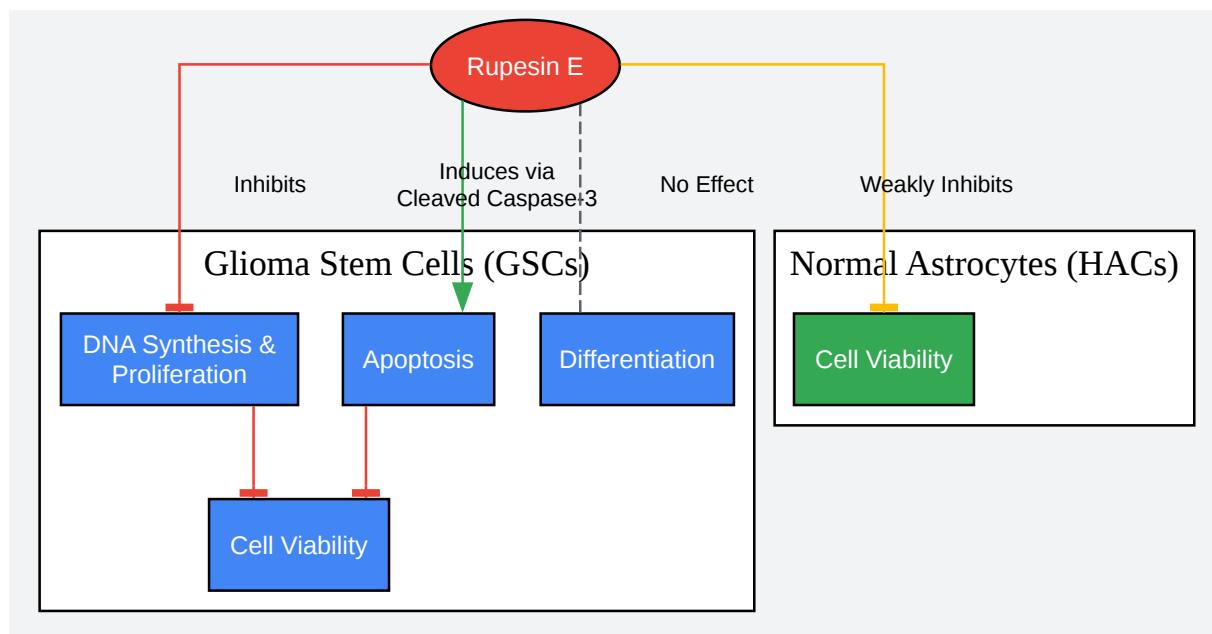 Rupesin E
Inhibits
Induces via
Cleaved Caspase-3
No Effect
Weakly Inhibits
Glioma Stem Cells (GSCs)
Normal Astrocytes (HACs)
DNA Synthesis &
Proliferation
Apoptosis
Differentiation
Cell Viability
Cell Viability